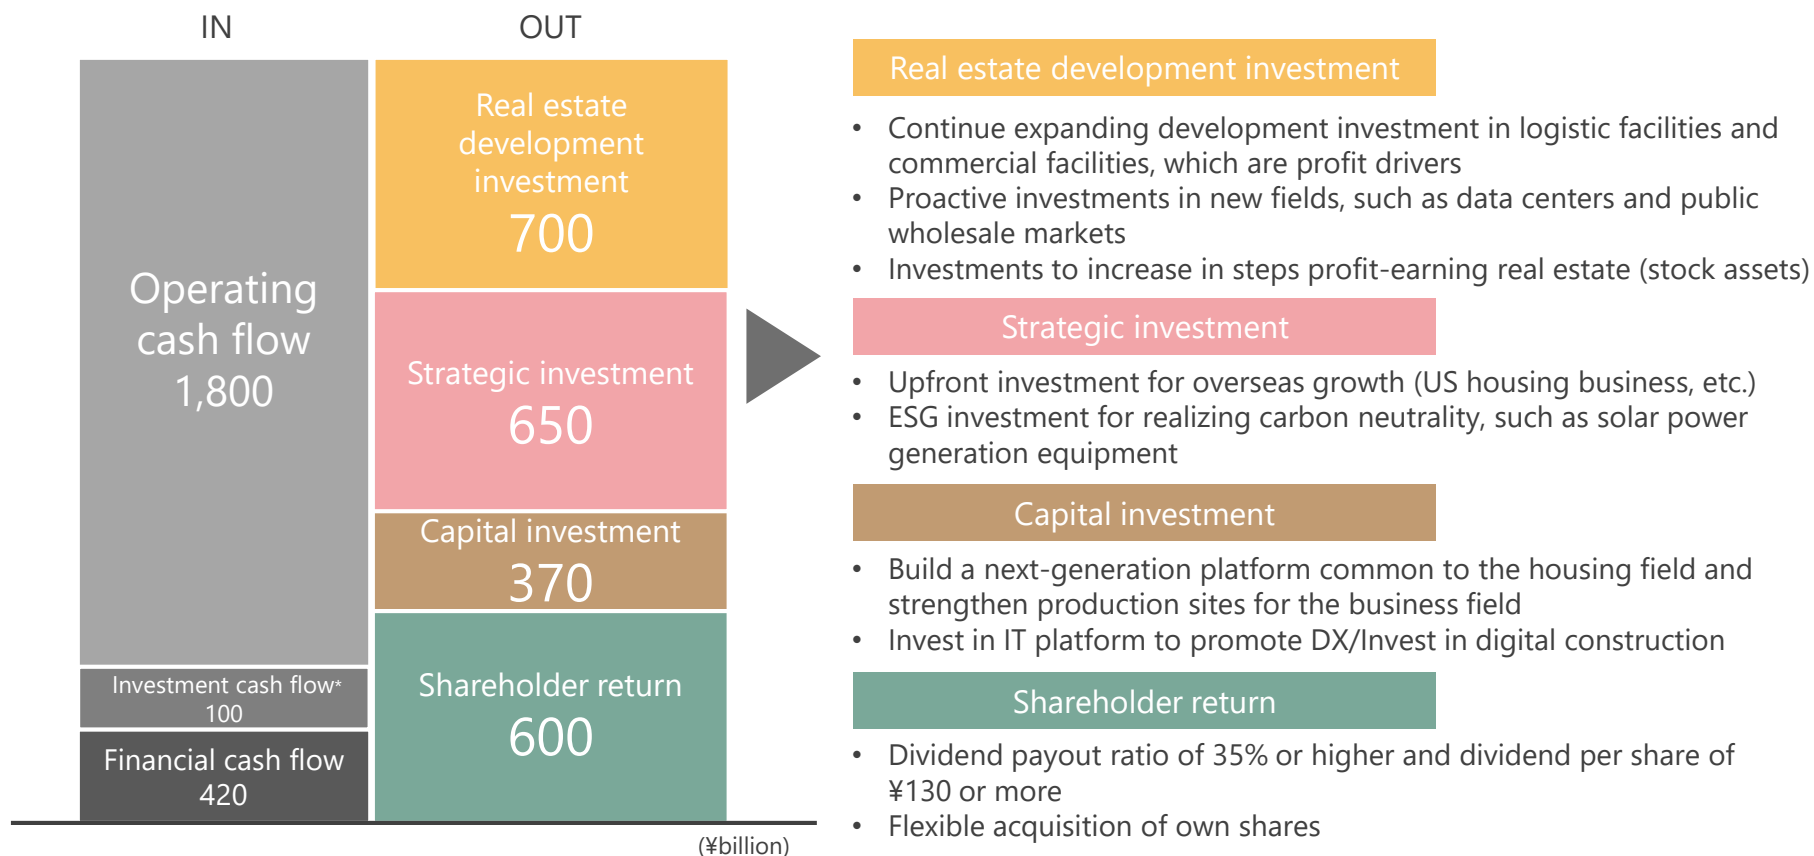 IN
OUT
Operating
cash flow
1,800
Investment cash flow*
100
Financial cash flow
420
Real estate
development
investment
700
Strategic investment
650
Capital investment
370
Shareholder return
600
(¥billion)
Real estate development investment
• Continue expanding development investment in logistic facilities and
commercial facilities, which are profit drivers
• Proactive investments in new fields, such as data centers and public
wholesale markets
• Investments to increase in steps profit-earning real estate (stock assets)
Strategic investment
• Upfront investment for overseas growth (US housing business, etc.)
• ESG investment for realizing carbon neutrality, such as solar power
generation equipment
Capital investment
• Build a next-generation platform common to the housing field and
strengthen production sites for the business field
• Invest in IT platform to promote DX/Invest in digital construction
Shareholder return
• Dividend payout ratio of 35% or higher and dividend per share of
¥130 or more
• Flexible acquisition of own shares